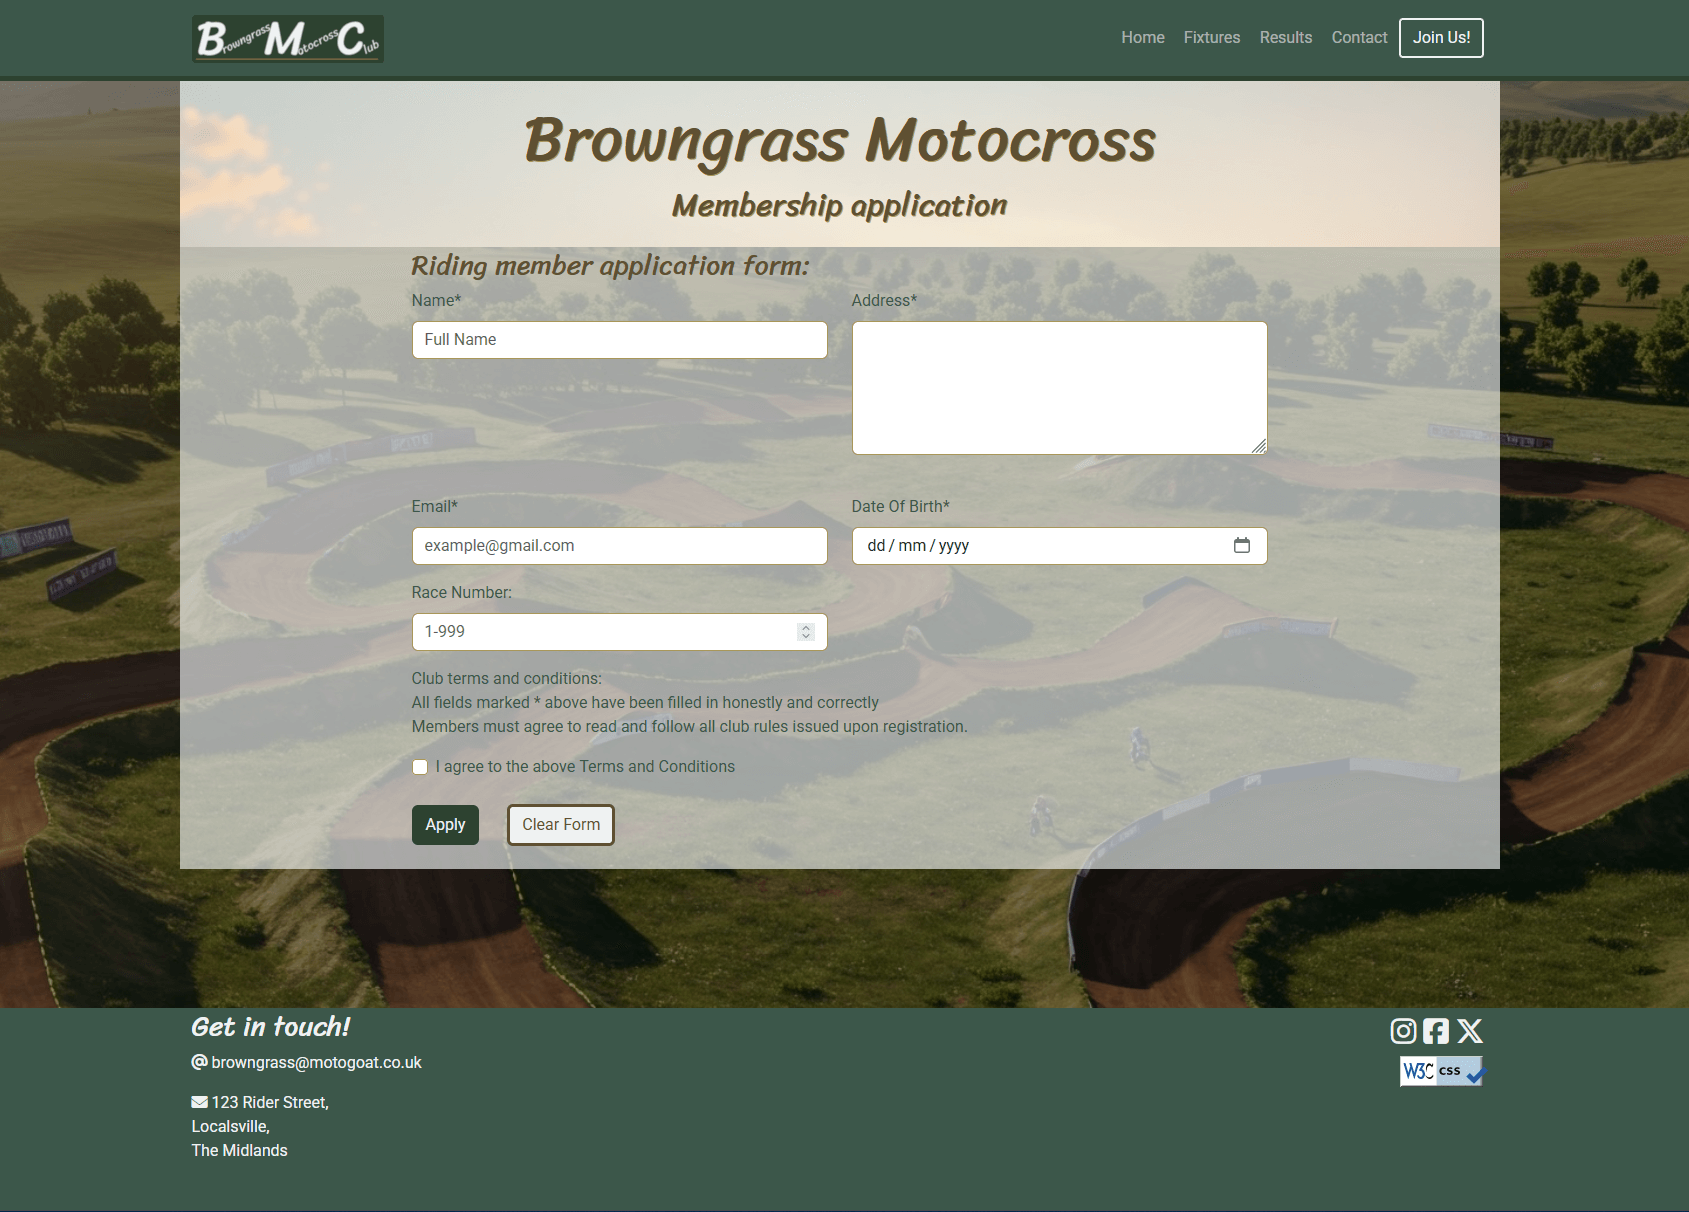 Browngrass Motocross Club
Home Fixtures Results Contact Join Us!
Browngrass Motocross
Membership application
Riding member application form:
Name* Address*
Full Name
Email* Date Of Birth*
example@gmail.com dd/mm/yyyy
Race Number:
1-999
Club terms and conditions:
All fields marked * above have been filled in honestly and correctly
Members must agree to read and follow all club rules issued upon registration.
I agree to the above Terms and Conditions
Apply Clear Form
Get in touch!
browngrass@motogoat.co.uk
W3C css
123 Rider Street,
Localsville,
The Midlands